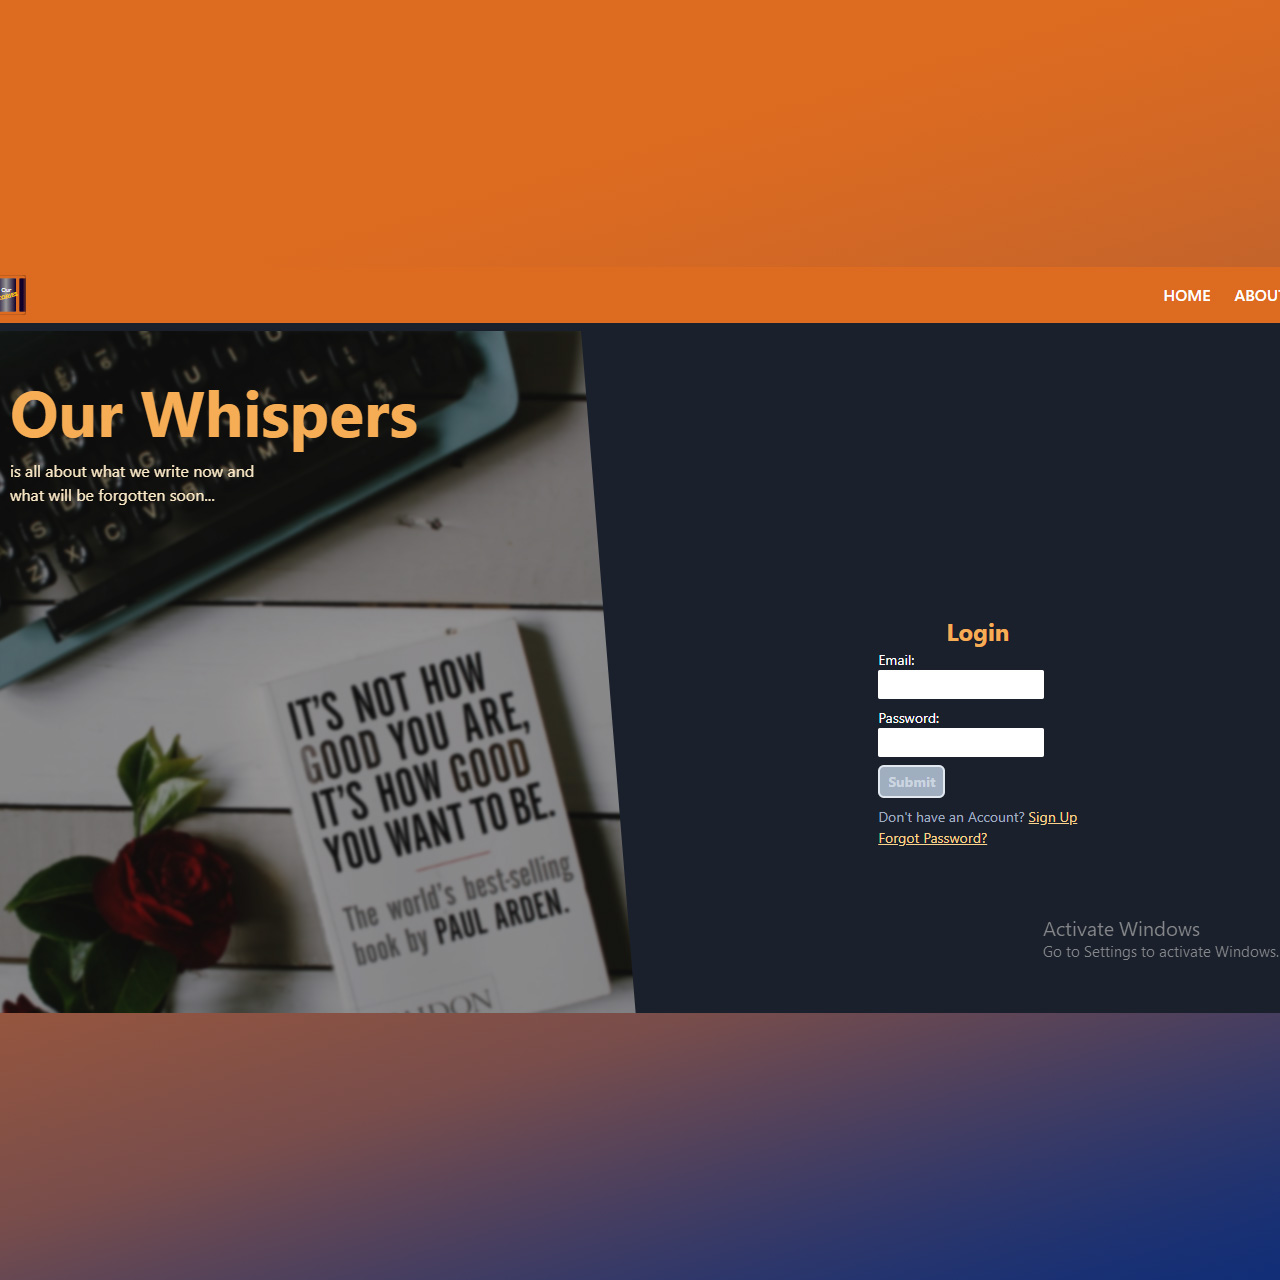 Our
HOME ABOUT
Our Whispers
is all about what we write now and
what will be forgotten soon...
IT'S NOT HOW
GOOD YOU ARE,
IT'S HOW GOOD
YOU WANT TO BE.
The world's best-selling
book by PAUL ARDEN.
Login
Email:
Password:
Submit
Don't have an Account? Sign Up
Forgot Password?
Activate Windows
Go to Settings to activate Windows.